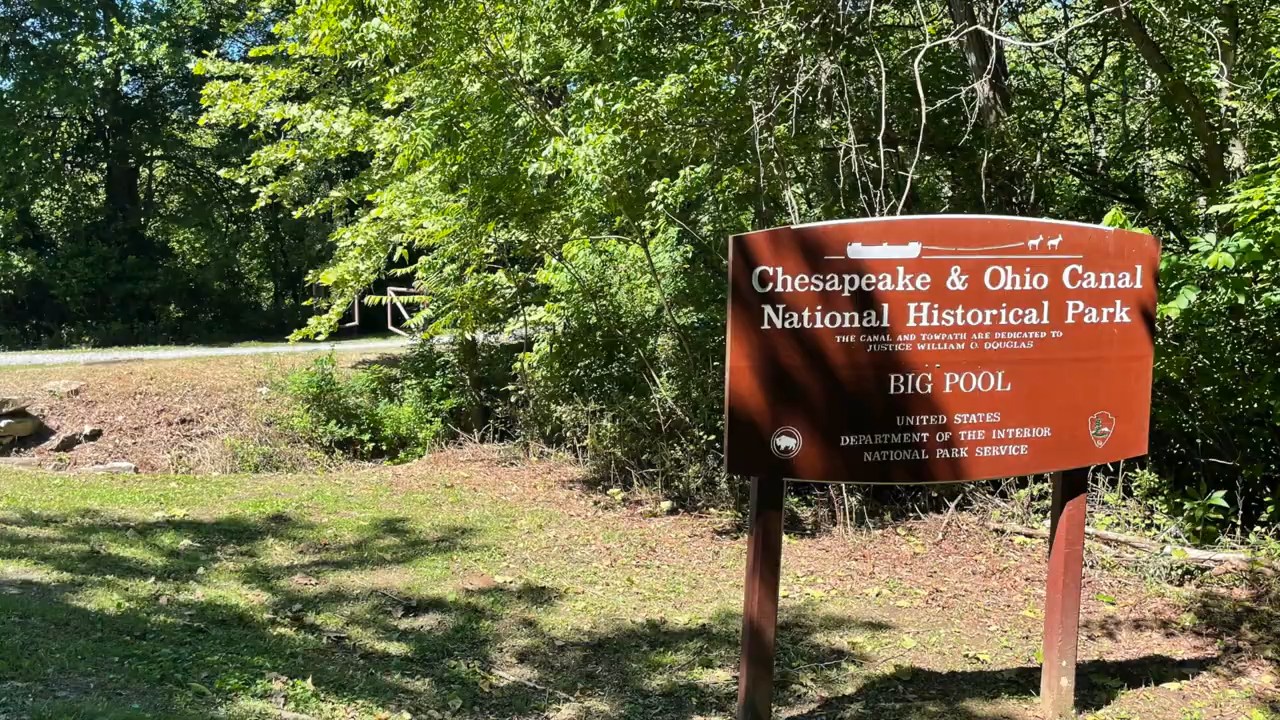 Chesapeake & Ohio Canal
National Historical Park
THE CANAL AND TOWPATH ARE DEDICATED TO
JUSTICE WILLIAM O. DOUGLAS
BIG POOL
UNITED STATES
DEPARTMENT OF THE INTERIOR
NATIONAL PARK SERVICE